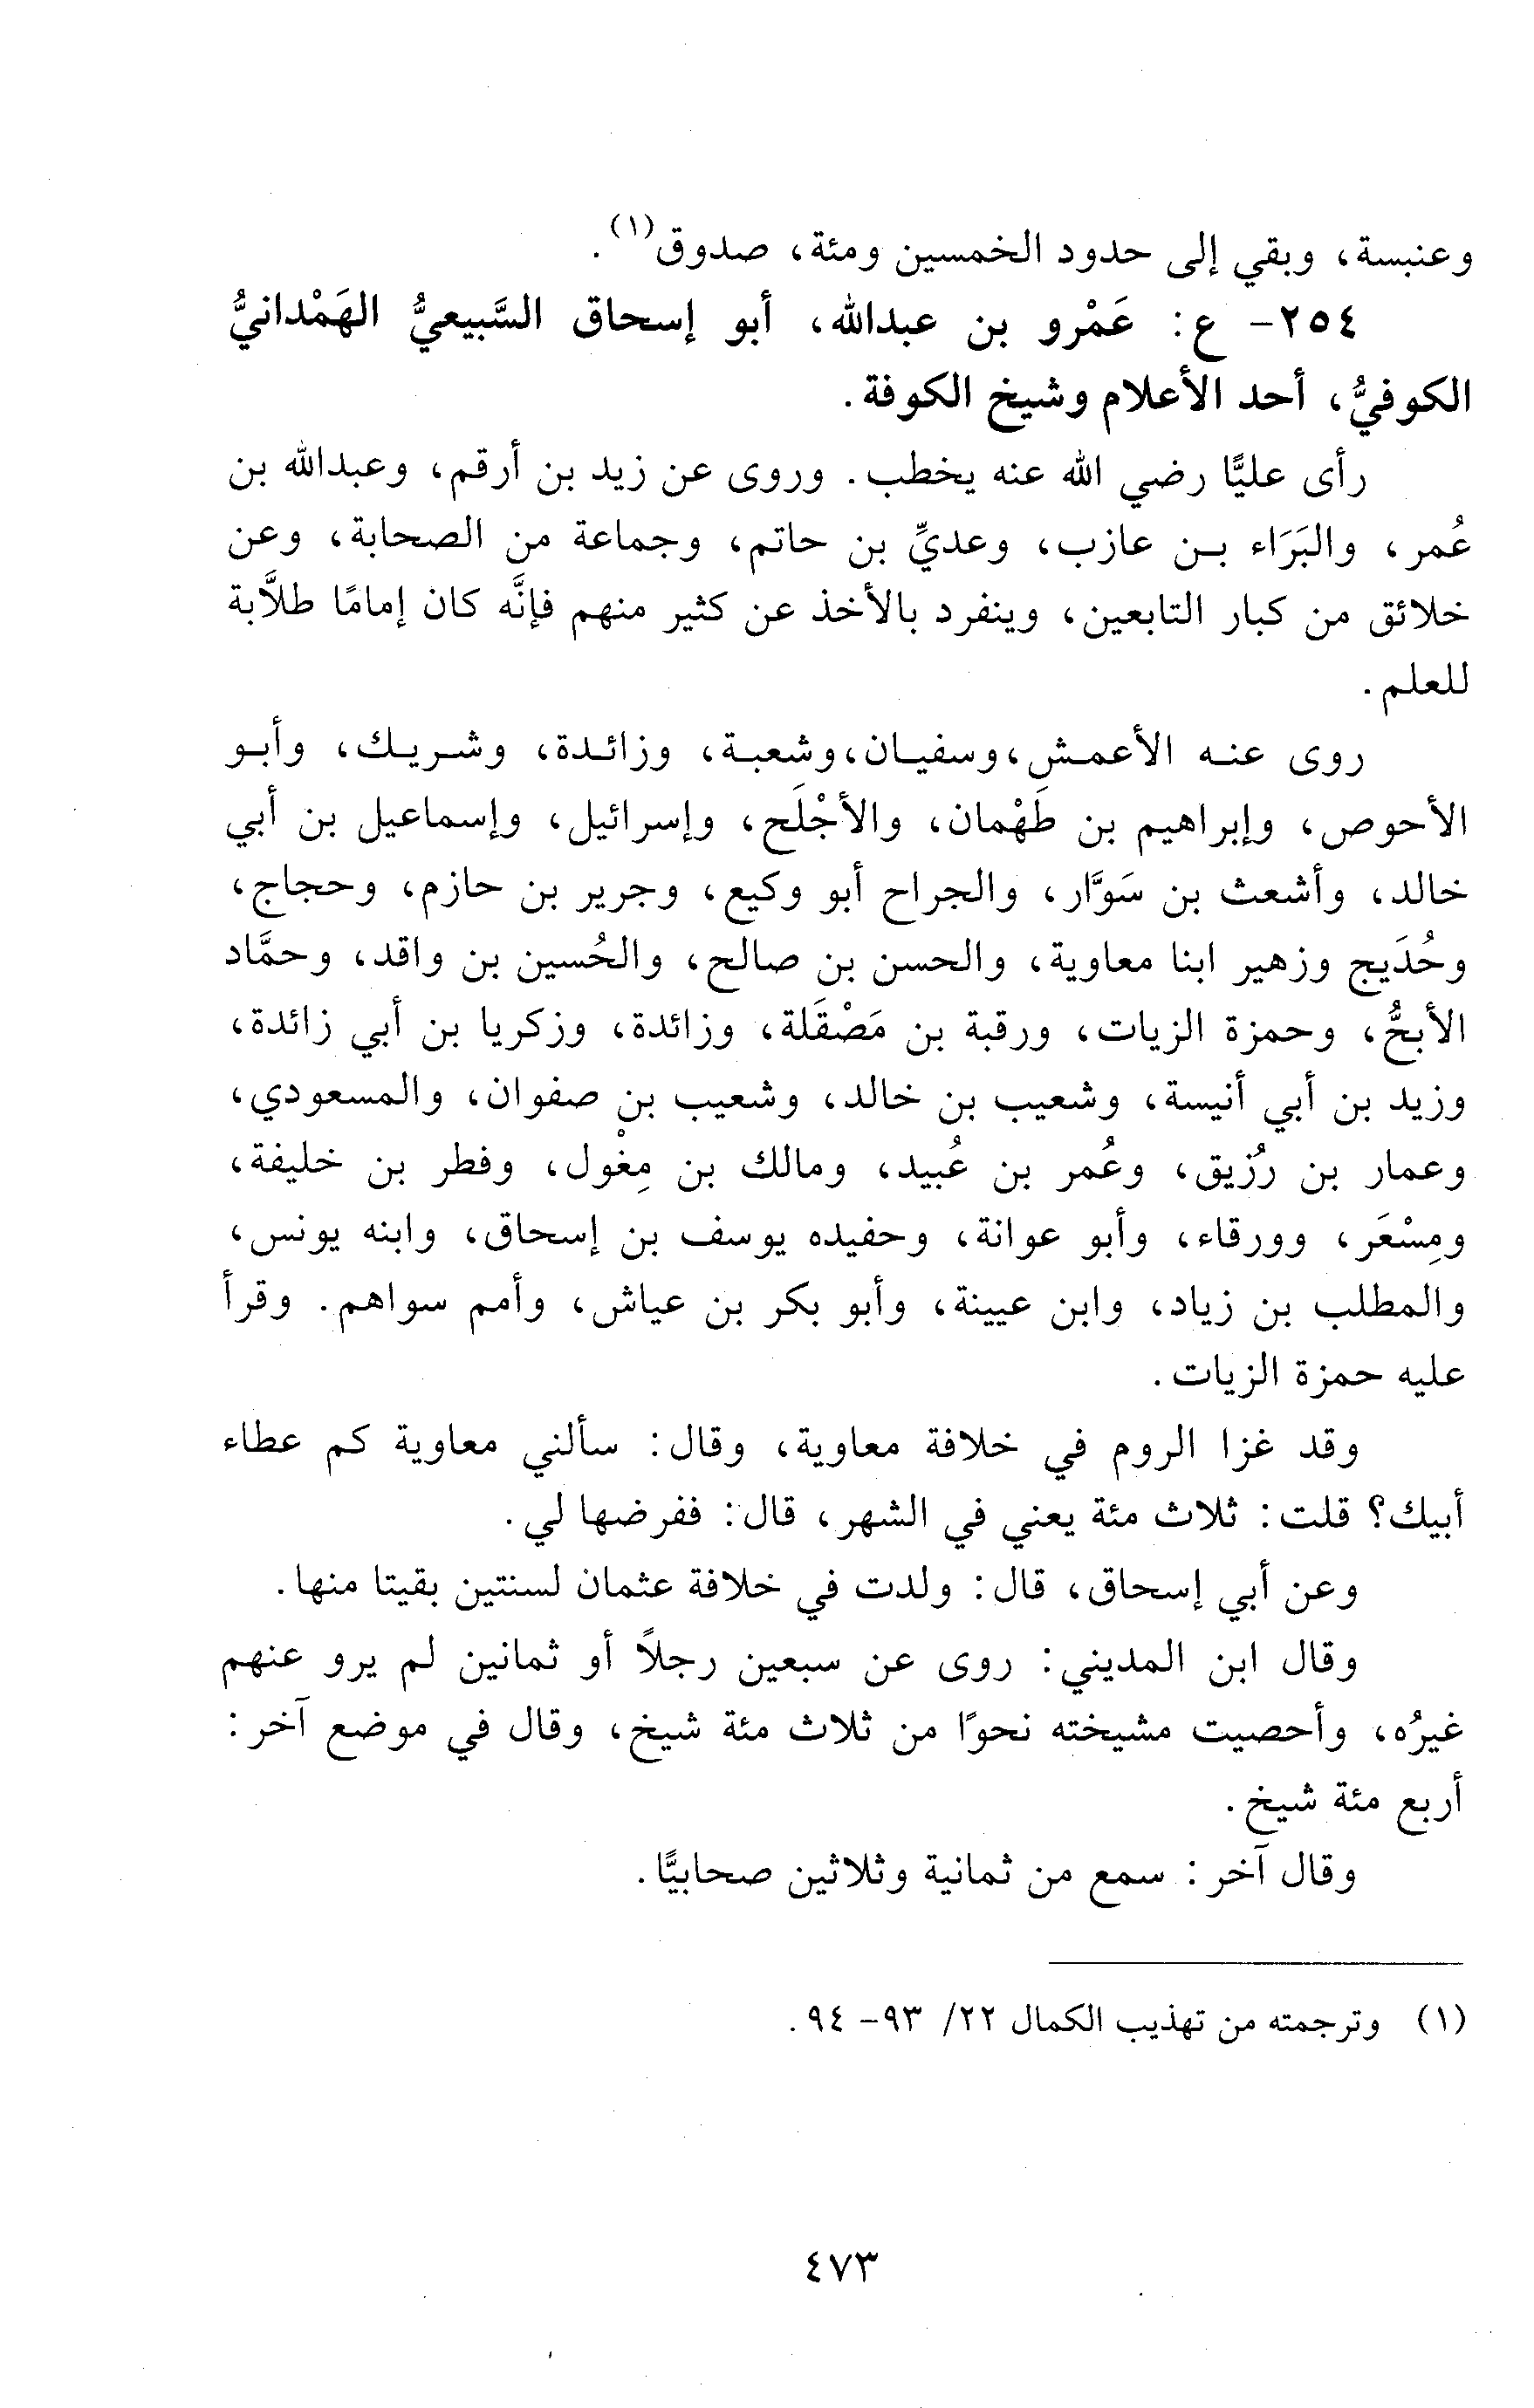 وعنبسة، وبقي إلى حدود الخمسين ومئة، صدوق(١).
٢٥٤- ع: عَمْرو بن عبدالله، أبو إسحاق السَّبيعيُّ الهَمْدانيُّ
الكوفيُّ، أحد الأعلام وشيخ الكوفة.
رأى عليًّا رضي الله عنه يخطب. وروى عن زيد بن أرقم، وعبدالله بن
عُمر، والبَرَاء بن عازب، وعديِّ بن حاتم، وجماعة من الصحابة، وعن
خلائق من كبار التابعين، وينفرد بالأخذ عن كثير منهم فإنَّه كان إمامًا طلاَّبة
للعلم.
روى عنه الأعمش،وسفيان،وشعبة، وزائدة، وشريك، وأبو
الأحوص، وإبراهيم بن طَهْمان، والأجْلَح، وإسرائيل، وإسماعيل بن أبي
خالد، وأشعث بن سَوَّار، والجراح أبو وكيع، وجرير بن حازم، وحجاج،
وحُدَيج وزهير ابنا معاوية، والحسن بن صالح، والحُسين بن واقد، وحمَّاد
الأبحُّ، وحمزة الزيات، ورقبة بن مَصْقَلة، وزائدة، وزكريا بن أبي زائدة،
وزيد بن أبي أنيسة، وشعيب بن خالد، وشعيب بن صفوان، والمسعودي،
وعمار بن رُزيق، وعُمر بن عُبيد، ومالك بن مِغْول، وفطر بن خليفة،
ومِسْعَر، وورقاء، وأبو عوانة، وحفيده يوسف بن إسحاق، وابنه يونس،
والمطلب بن زياد، وابن عيينة، وأبو بكر بن عياش، وأمم سواهم. وقرأ
عليه حمزة الزيات.
وقد غزا الروم في خلافة معاوية، وقال: سألني معاوية كم عطاء
أبيك؟ قلت: ثلاث مئة يعني في الشهر، قال: ففرضها لي.
وعن أبي إسحاق، قال: ولدت في خلافة عثمان لسنتين بقيتا منها.
وقال ابن المديني: روى عن سبعين رجلاً أو ثمانين لم يرو عنهم
غيرُه، وأحصيت مشيخته نحوًا من ثلاث مئة شيخ، وقال في موضع آخر:
أربع مئة شيخ.
وقال آخر: سمع من ثمانية وثلاثين صحابيًّا.
(١) وترجمته من تهذيب الكمال ٢٢/ ٩٣- ٩٤.
٤٧٣